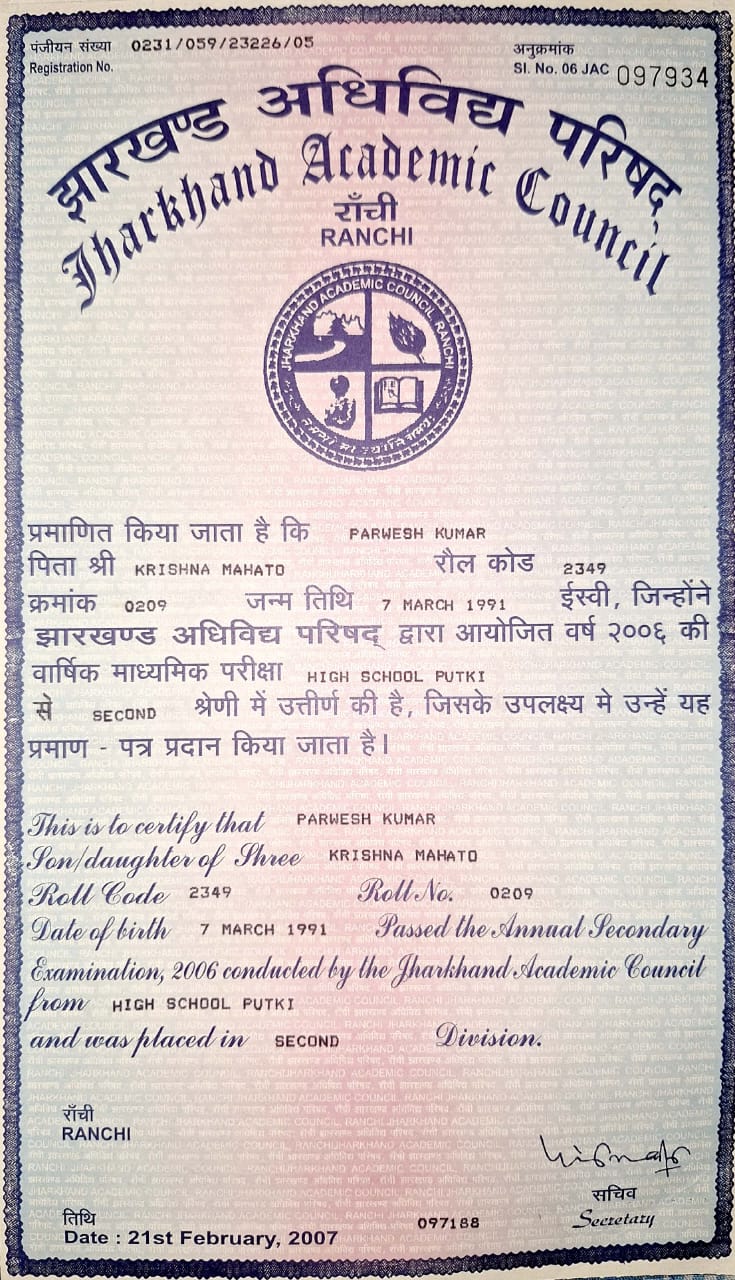 पंजीयन संख्या 0231/059/23226/05
Registration No.
अनुक्रमांक
Sl. No. 06 JAC 097934
झारखण्ड अधिविद्य परिषद्
Jharkhand Academic Council
राँची
RANCHI
JHARKHAND ACADEMIC COUNCIL RANCHI
तमसो मा ज्योतिर्गमय
प्रमाणित किया जाता है कि PARWESH KUMAR
पिता श्री KRISHNA MAHATO रौल कोड 2349
क्रमांक 0209 जन्म तिथि 7 MARCH 1991 ईस्वी, जिन्होंने
झारखण्ड अधिविद्य परिषद् द्वारा आयोजित वर्ष २००६ की
वार्षिक माध्यमिक परीक्षा HIGH SCHOOL PUTKI
से SECOND श्रेणी में उत्तीर्ण की है, जिसके उपलक्ष्य मे उन्हें यह
प्रमाण - पत्र प्रदान किया जाता है।
This is to certify that PARWESH KUMAR
Son/daughter of Shree KRISHNA MAHATO
Roll Code 2349 Roll No. 0209
Date of birth 7 MARCH 1991 Passed the Annual Secondary
Examination, 2006 conducted by the Jharkhand Academic Council
from HIGH SCHOOL PUTKI
and was placed in SECOND Division.
राँची
RANCHI
सचिव
Secretary
तिथि
Date : 21st February, 2007
097188